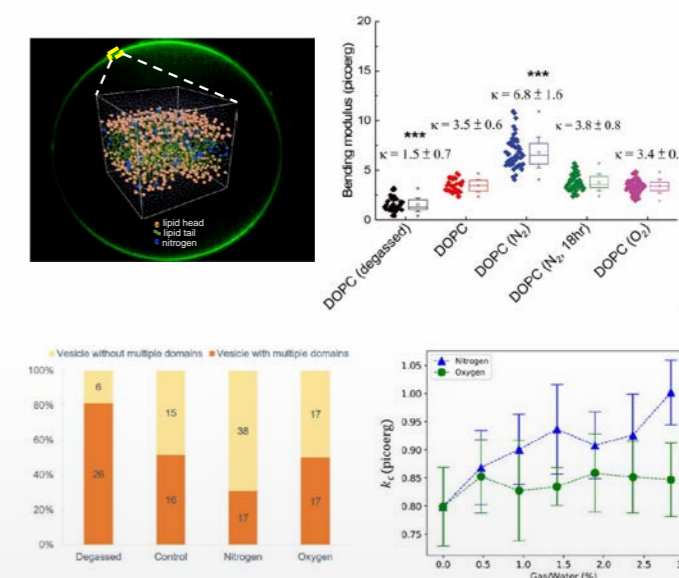 lipid head
lipid tail
nitrogen
Bending modulus (picoerg)
20
15
10
5
0
***
κ = 1.5 ± 0.7
κ = 3.5 ± 0.6
***
κ = 6.8 ± 1.6
κ = 3.8 ± 0.8
κ = 3.4 ± 0.
DOPC (degassed)
DOPC
DOPC (N₂)
DOPC (N₂, 18hr)
DOPC (O₂)
Vesicle without multiple domains Vesicle with multiple domains
100%
80%
60%
40%
20%
0%
6
26
15
16
38
17
17
17
Degassed
Control
Nitrogen
Oxygen
Nitrogen
Oxygen
k_c (picoerg)
1.05
1.00
0.95
0.90
0.85
0.80
0.75
0.0 0.5 1.0 1.5 2.0 2.5
Gas/Water (%)